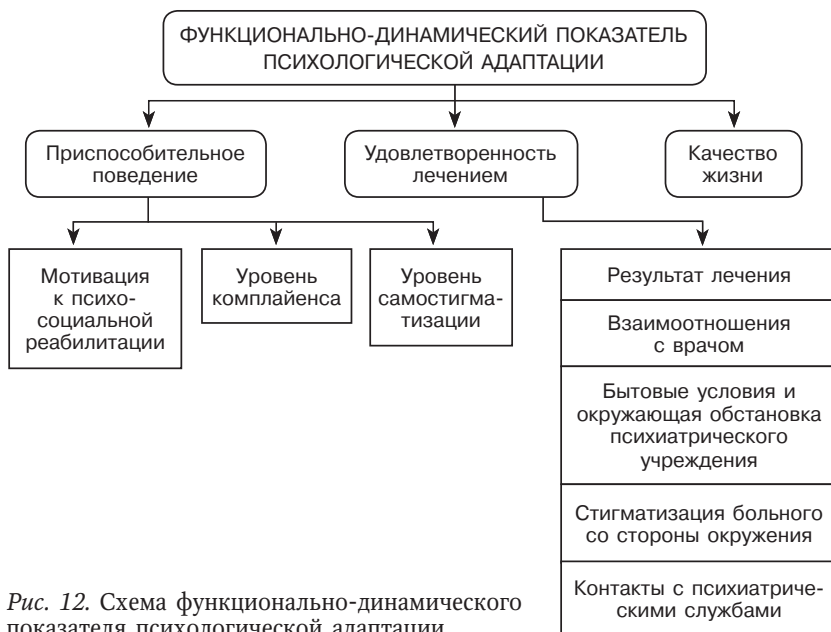 ФУНКЦИОНАЛЬНО-ДИНАМИЧЕСКИЙ ПОКАЗАТЕЛЬ
ПСИХОЛОГИЧЕСКОЙ АДАПТАЦИИ
Приспособительное
поведение
Удовлетворенность
лечением
Качество
жизни
Мотивация
к психо-
социальной
реабилитации
Уровень
комплайенса
Уровень
самостигма-
тизации
Результат лечения
Взаимоотношения
с врачом
Бытовые условия и
окружающая обстановка
психиатрического
учреждения
Стигматизация больного
со стороны окружения
Контакты с психиатриче-
скими службами
Рис. 12. Схема функционально-динамического
показателя психологической адаптации